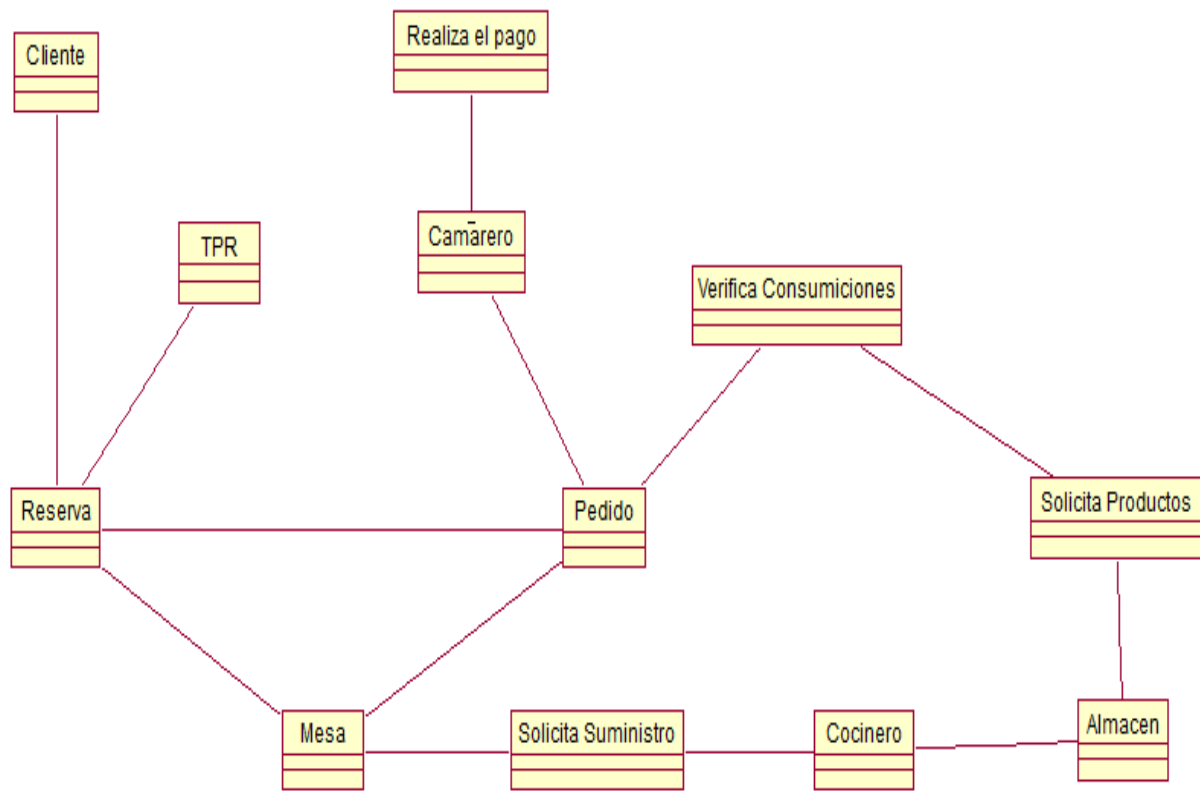 Cliente
Realiza el pago
TPR
Camarero
Verifica Consumiciones
Reserva
Pedido
Solicita Productos
Mesa
Solicita Suministro
Cocinero
Almacen